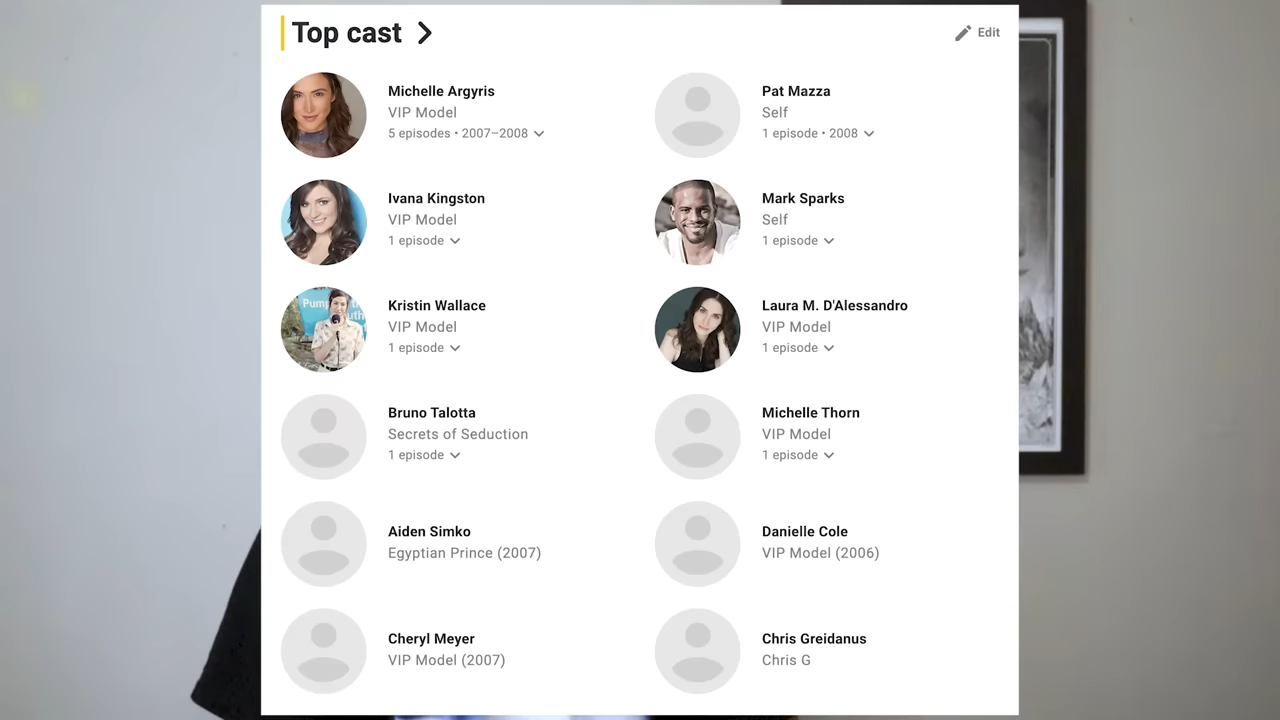 Top cast
Edit
Michelle Argyris
VIP Model
5 episodes • 2007–2008
Pat Mazza
Self
1 episode • 2008
Ivana Kingston
VIP Model
1 episode
Mark Sparks
Self
1 episode
Kristin Wallace
VIP Model
1 episode
Laura M. D'Alessandro
VIP Model
1 episode
Bruno Talotta
Secrets of Seduction
1 episode
Michelle Thorn
VIP Model
1 episode
Aiden Simko
Egyptian Prince (2007)
Danielle Cole
VIP Model (2006)
Cheryl Meyer
VIP Model (2007)
Chris Greidanus
Chris G